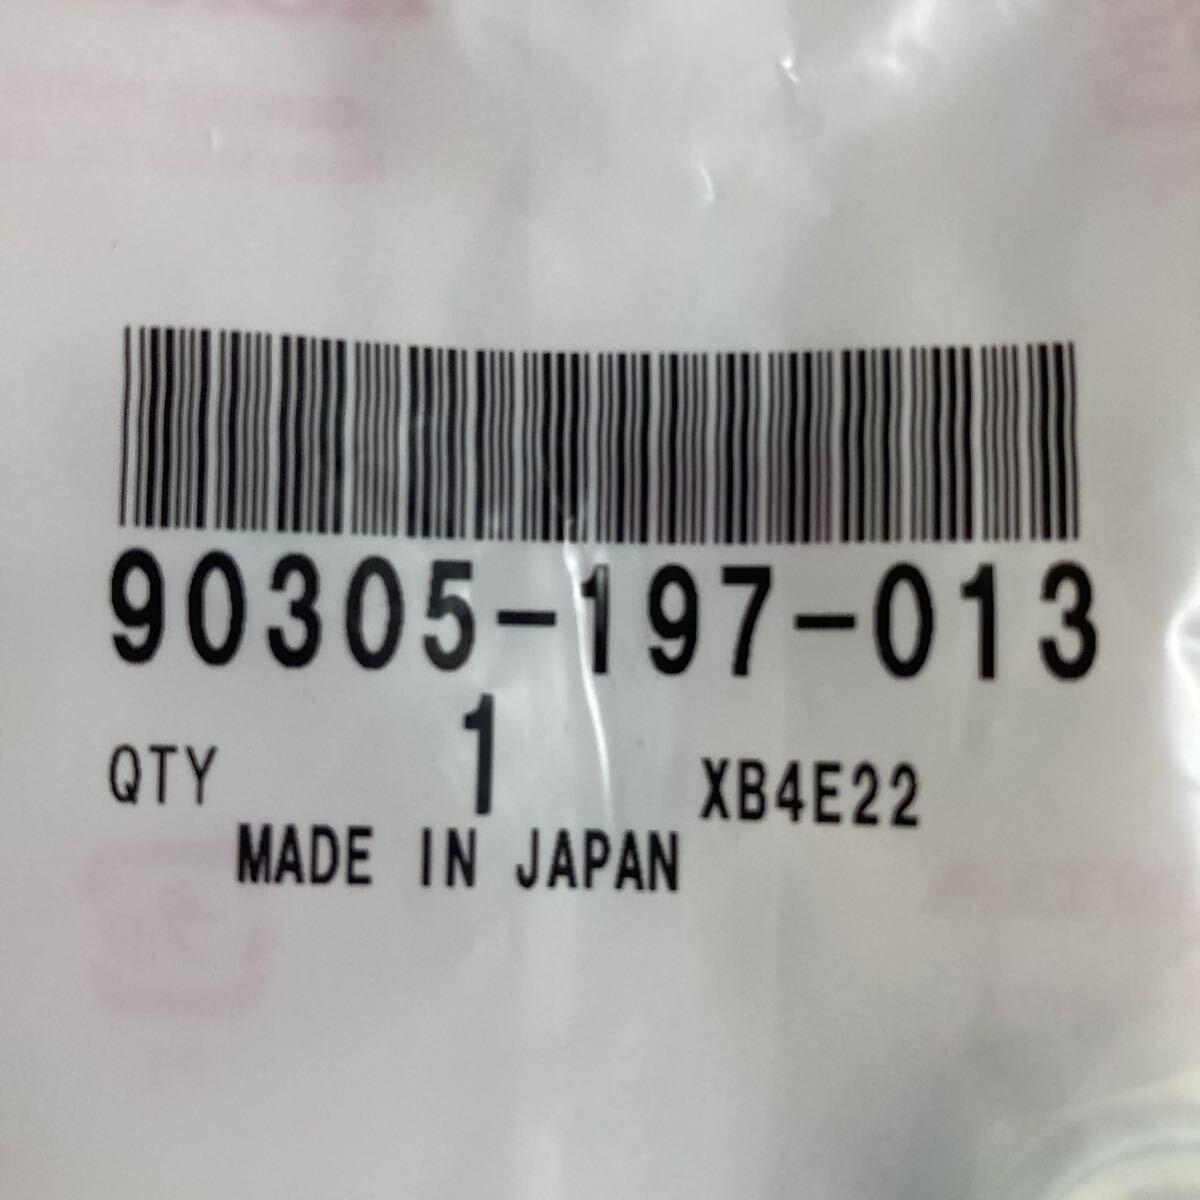 90305-197-013
QTY 1 XB4E22
MADE IN JAPAN